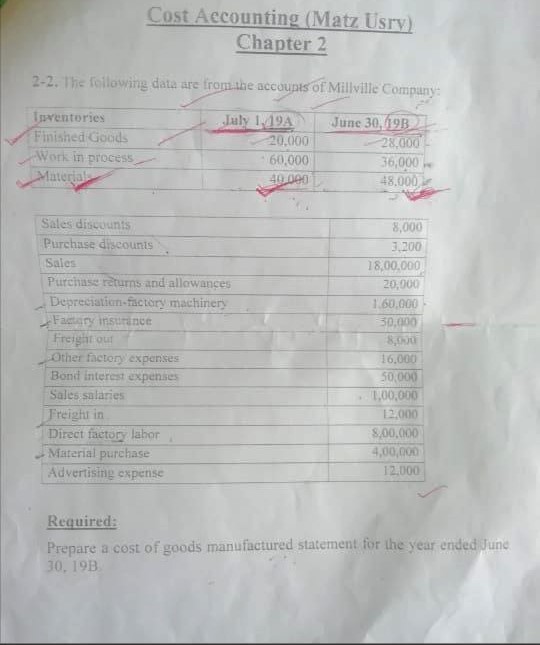 Cost Accounting (Matz Usrv)
Chapter 2
2-2. The following data are from the accounts of Millville Company:
Inventories July 1, 19A June 30, 19B
Finished Goods 20,000 28,000
Work in process 60,000 36,000
Materials 40,000 48,000
Sales discounts 8,000
Purchase discounts 3,200
Sales 18,00,000
Purchase returns and allowances 20,000
Depreciation-factory machinery 1,60,000
Factory insurance 50,000
Freight out 8,000
Other factory expenses 16,000
Bond interest expenses 50,000
Sales salaries 1,00,000
Freight in 12,000
Direct factory labor 8,00,000
Material purchase 4,00,000
Advertising expense 12,000
Required:
Prepare a cost of goods manufactured statement for the year ended June
30, 19B.